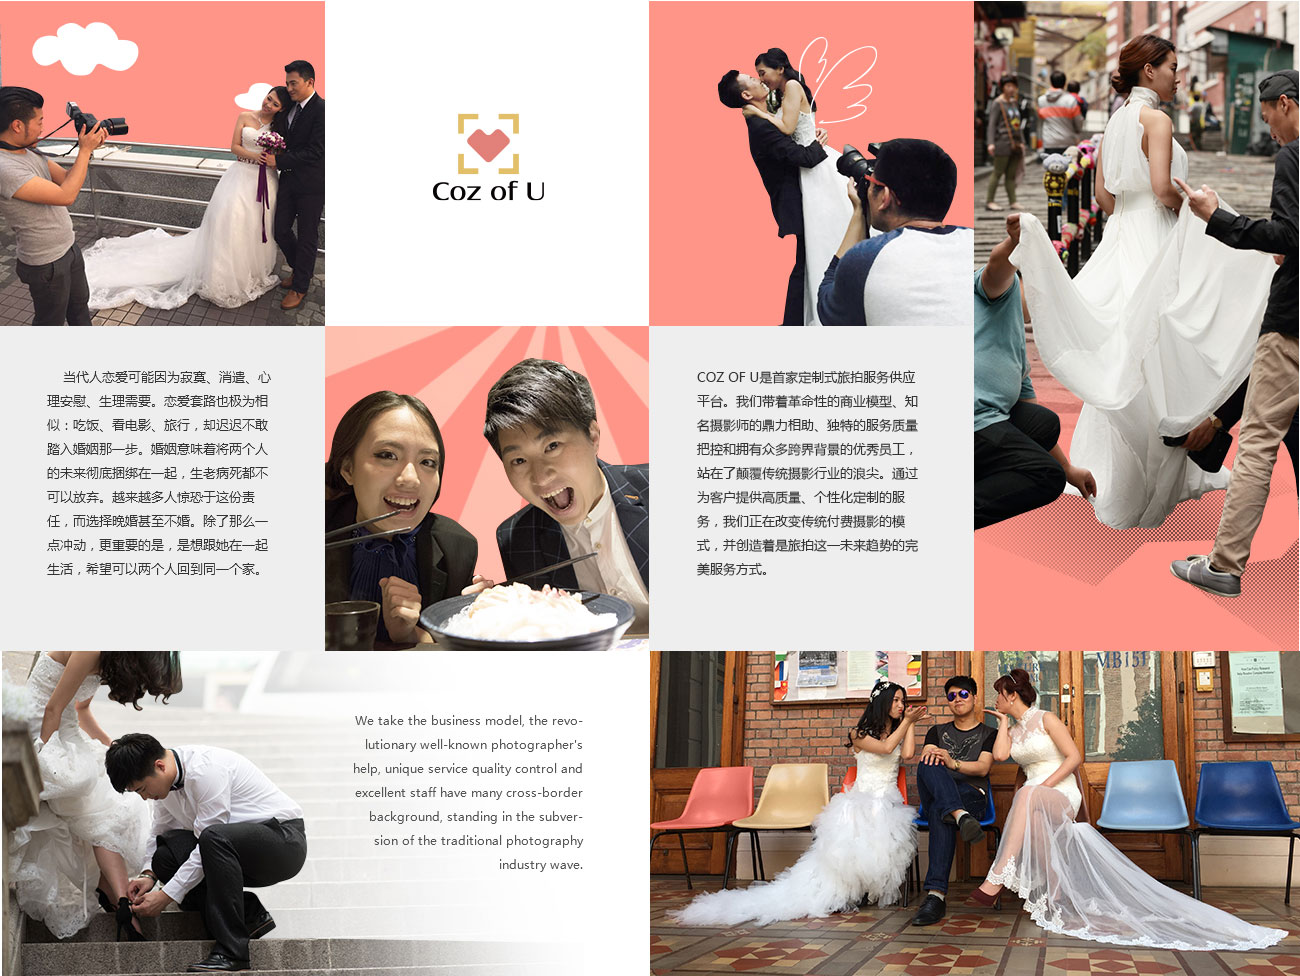 Coz of U
当代人恋爱可能因为寂寞、消遣、心
理安慰、生理需要。恋爱套路也极为相
似：吃饭、看电影、旅行，却迟迟不敢
踏入婚姻那一步。婚姻意味着将两个人
的未来彻底捆绑在一起，生老病死都不
可以放弃。越来越多人惊恐于这份责
任，而选择晚婚甚至不婚。除了那么一
点冲动，更重要的是，是想跟她在一起
生活，希望可以两个人回到同一个家。
COZ OF U是首家定制式旅拍服务供应
平台。我们带着革命性的商业模型、知
名摄影师的鼎力相助、独特的服务质量
把控和拥有众多跨界背景的优秀员工，
站在了颠覆传统摄影行业的浪尖。通过
为客户提供高质量、个性化定制的服
务，我们正在改变传统付费摄影的模
式，并创造着是旅拍这一未来趋势的完
美服务方式。
We take the business model, the revo-
lutionary well-known photographer's
help, unique service quality control and
excellent staff have many cross-border
background, standing in the subver-
sion of the traditional photography
industry wave.